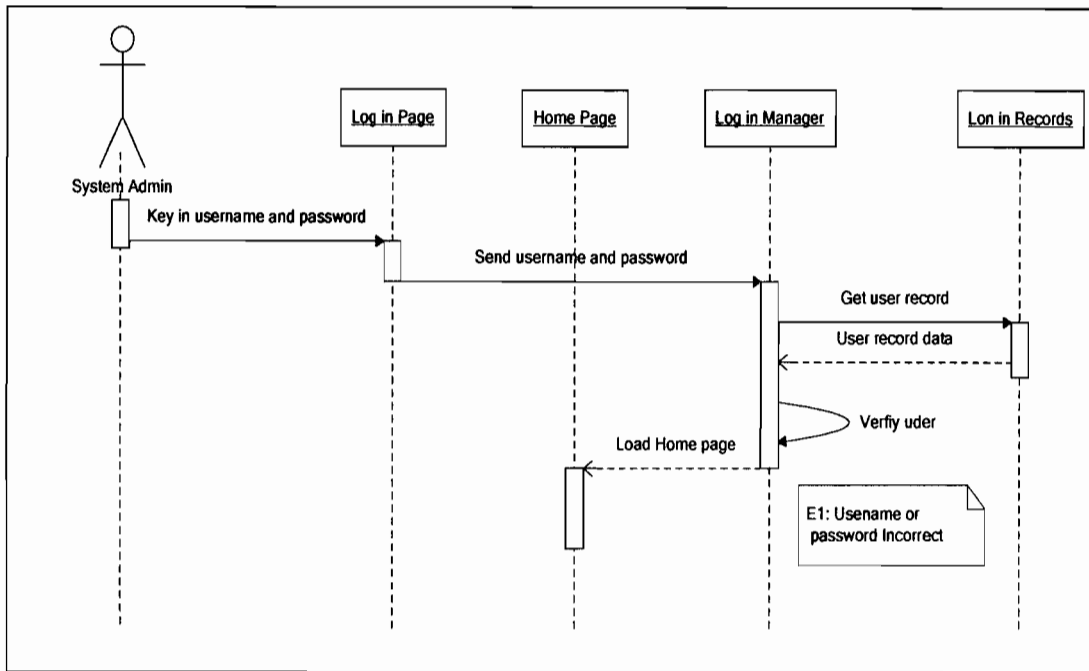 Log in Page
Home Page
Log in Manager
Lon in Records
System Admin
Key in username and password
Send username and password
Get user record
User record data
Verfiy uder
Load Home page
E1: Usename or
password Incorrect